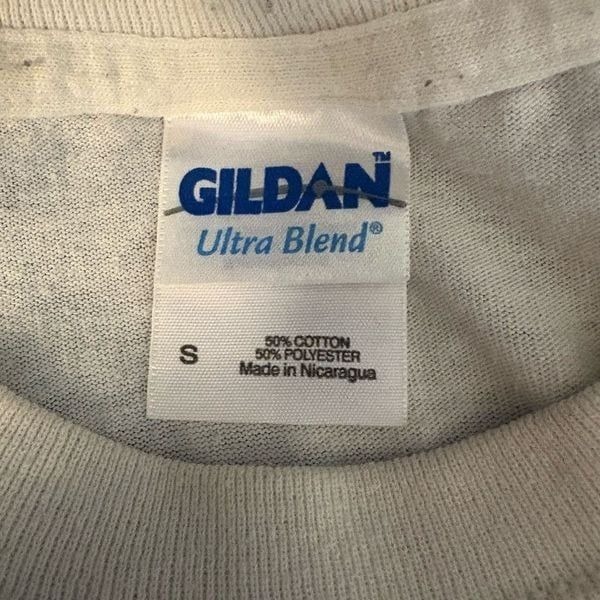 GILDAN™
Ultra Blend®
S
50% COTTON
50% POLYESTER
Made in Nicaragua